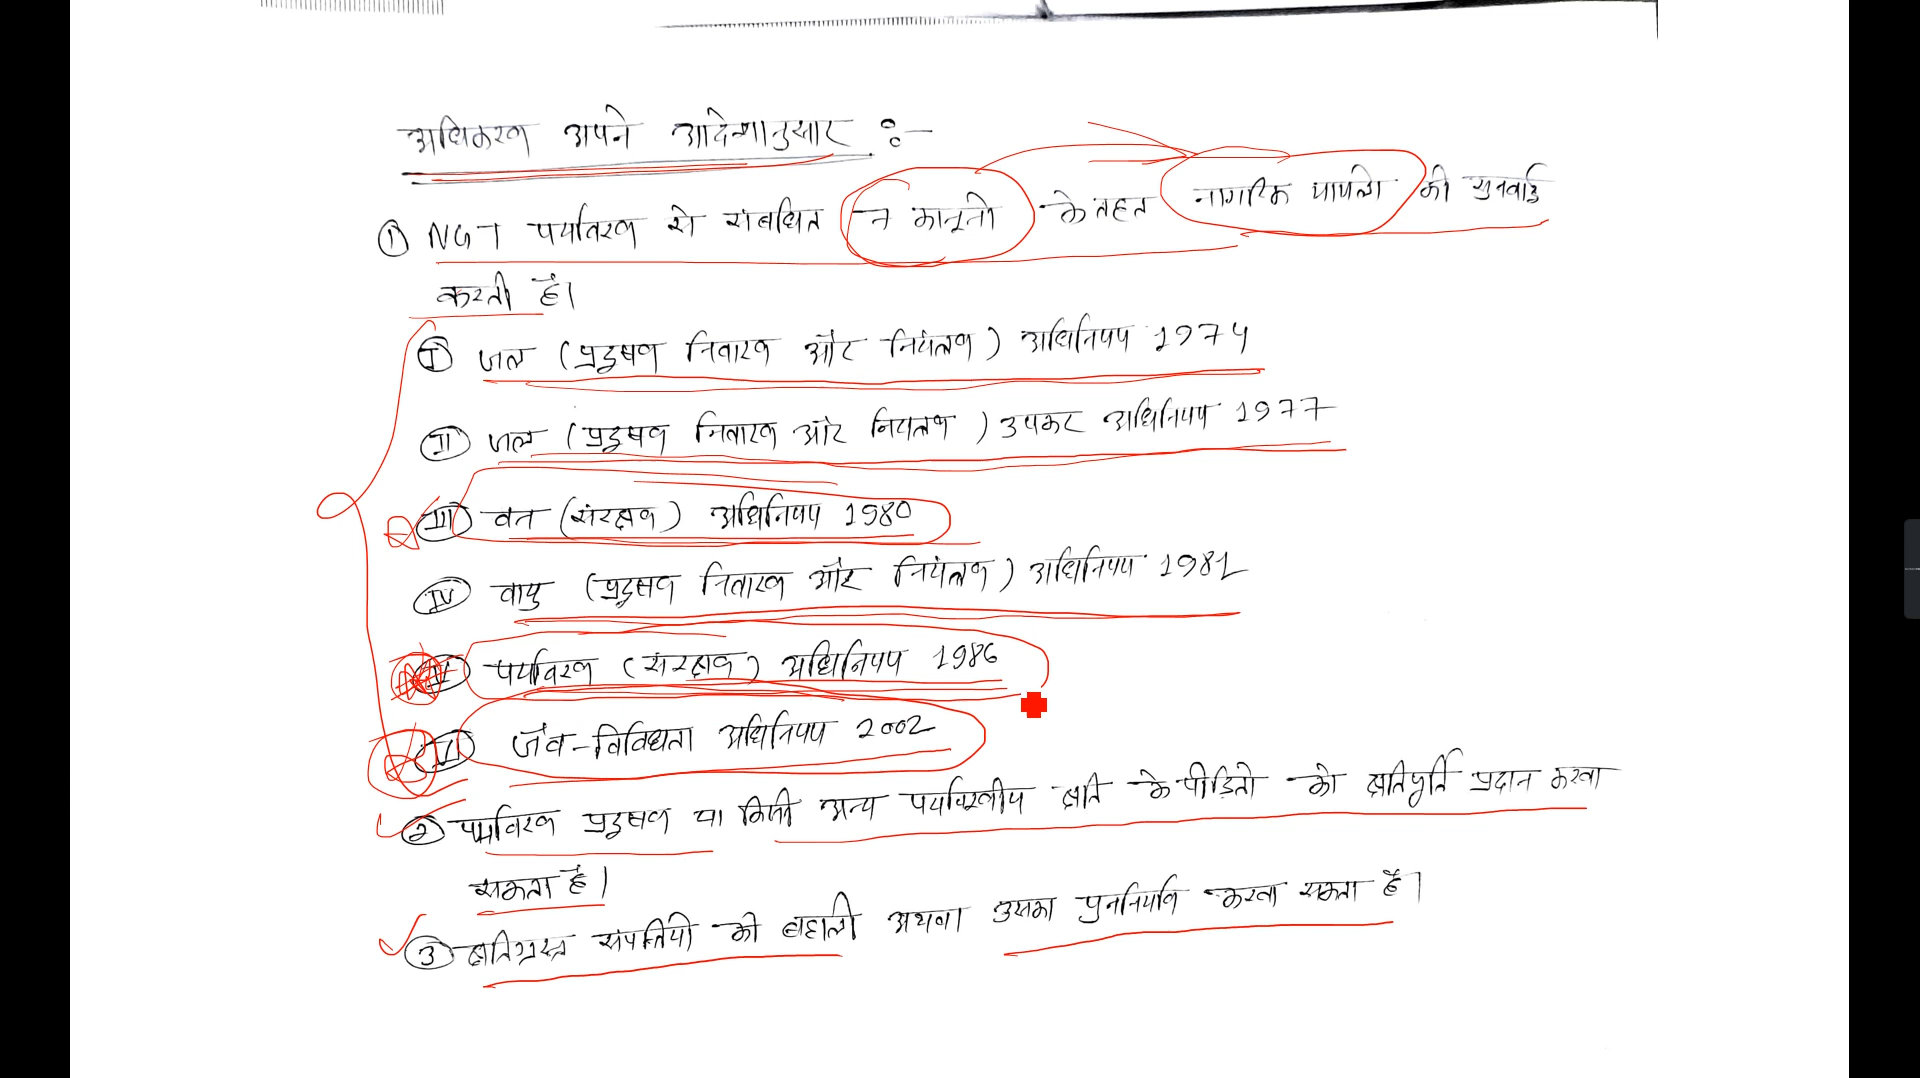 अधिकरण अपने आदेशानुसार :-
① NGT पर्यावरण से संबंधित न कानूनो के तहत नागरिक मामलो की सुनवाई
करती है।
Ⓘ जल (प्रदूषण निवारण और नियंत्रण) अधिनियम 1974
Ⅱ जल (प्रदूषण निवारण और नियंत्रण) उपकर अधिनियम 1977
Ⅲ वन (संरक्षण) अधिनियम 1980
Ⅳ वायु (प्रदूसण निवारण और नियंत्रण) अधिनियम 1981
Ⅴ पर्यावरण (संरक्षण) अधिनियम 1986
Ⅵ जैव-विविधता अधिनियम 2002
② पर्यावरण प्रदूषण या किसी अन्य पर्यावरणीय क्षति के पीड़ितो को क्षतिपूर्ति प्रदान करवा
सकता है।
③ क्षतिग्रस्त संपत्तियो की बहाली अथवा उसका पुनर्निर्माण करवा सकता है।